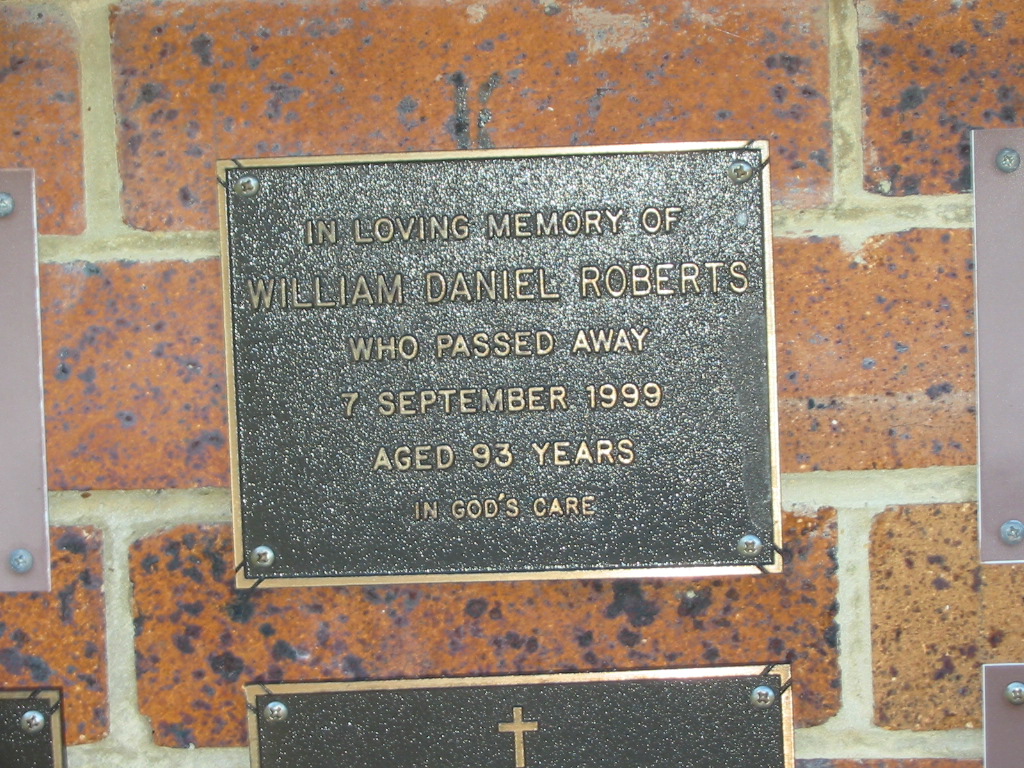 IN LOVING MEMORY OF
WILLIAM DANIEL ROBERTS
WHO PASSED AWAY
7 SEPTEMBER 1999
AGED 93 YEARS
IN GOD'S CARE